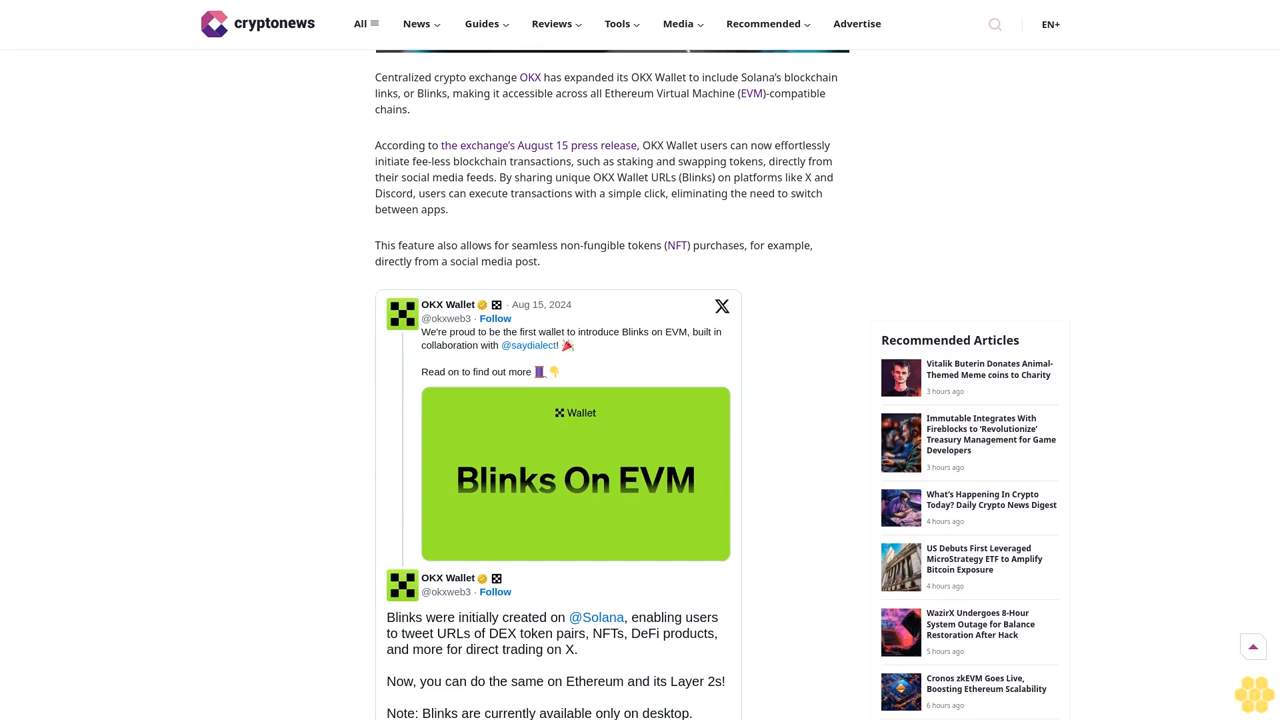 cryptonews
All
News
Guides
Reviews
Tools
Media
Recommended
Advertise
EN+
Centralized crypto exchange OKX has expanded its OKX Wallet to include Solana’s blockchain
links, or Blinks, making it accessible across all Ethereum Virtual Machine (EVM)-compatible
chains.
According to the exchange’s August 15 press release, OKX Wallet users can now effortlessly
initiate fee-less blockchain transactions, such as staking and swapping tokens, directly from
their social media feeds. By sharing unique OKX Wallet URLs (Blinks) on platforms like X and
Discord, users can execute transactions with a simple click, eliminating the need to switch
between apps.
This feature also allows for seamless non-fungible tokens (NFT) purchases, for example,
directly from a social media post.
OKX Wallet · Aug 15, 2024
@okxweb3 · Follow
We're proud to be the first wallet to introduce Blinks on EVM, built in
collaboration with @saydialect! 🎉
Read on to find out more 🧵👇
Wallet
Blinks On EVM
OKX Wallet
@okxweb3 · Follow
Blinks were initially created on @Solana, enabling users
to tweet URLs of DEX token pairs, NFTs, DeFi products,
and more for direct trading on X.
Now, you can do the same on Ethereum and its Layer 2s!
Note: Blinks are currently available only on desktop.
Recommended Articles
Vitalik Buterin Donates Animal-
Themed Meme coins to Charity
3 hours ago
Immutable Integrates With
Fireblocks to ‘Revolutionize’
Treasury Management for Game
Developers
3 hours ago
What’s Happening In Crypto
Today? Daily Crypto News Digest
4 hours ago
US Debuts First Leveraged
MicroStrategy ETF to Amplify
Bitcoin Exposure
4 hours ago
WazirX Undergoes 8-Hour
System Outage for Balance
Restoration After Hack
5 hours ago
Cronos zkEVM Goes Live,
Boosting Ethereum Scalability
6 hours ago